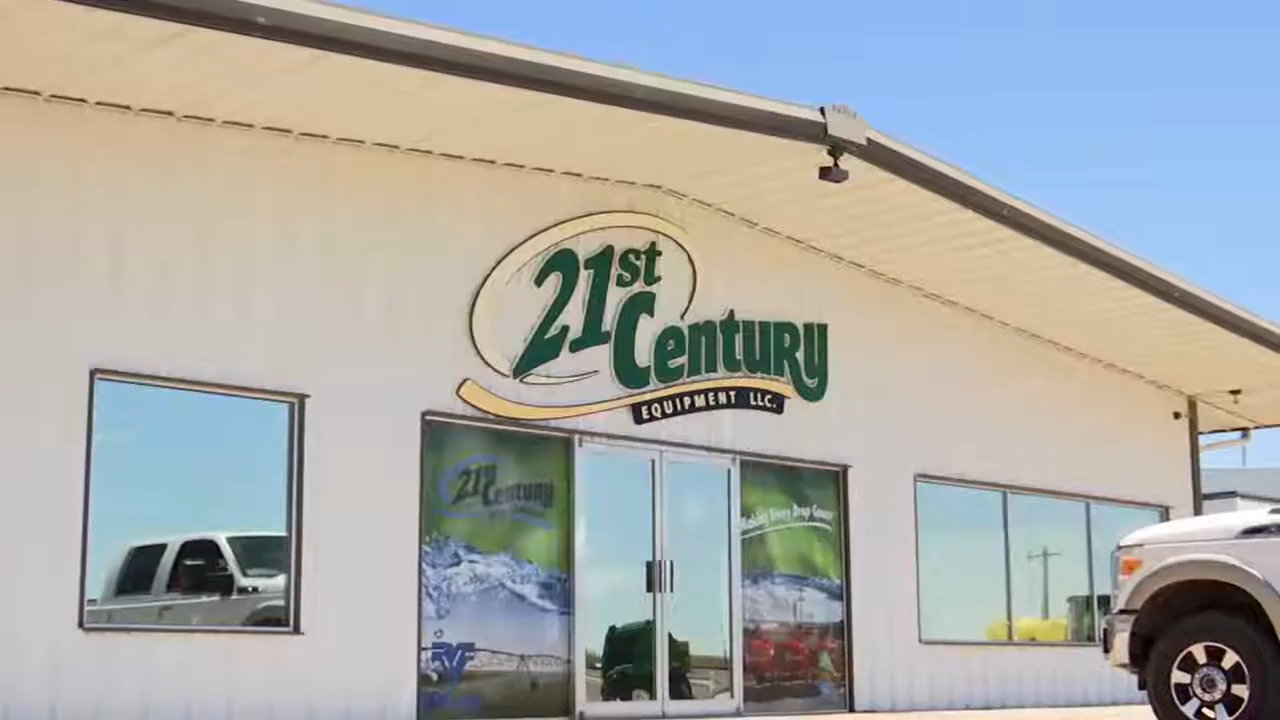 21st
Century
EQUIPMENT LLC.
21st
Century
Making Every Drop Count